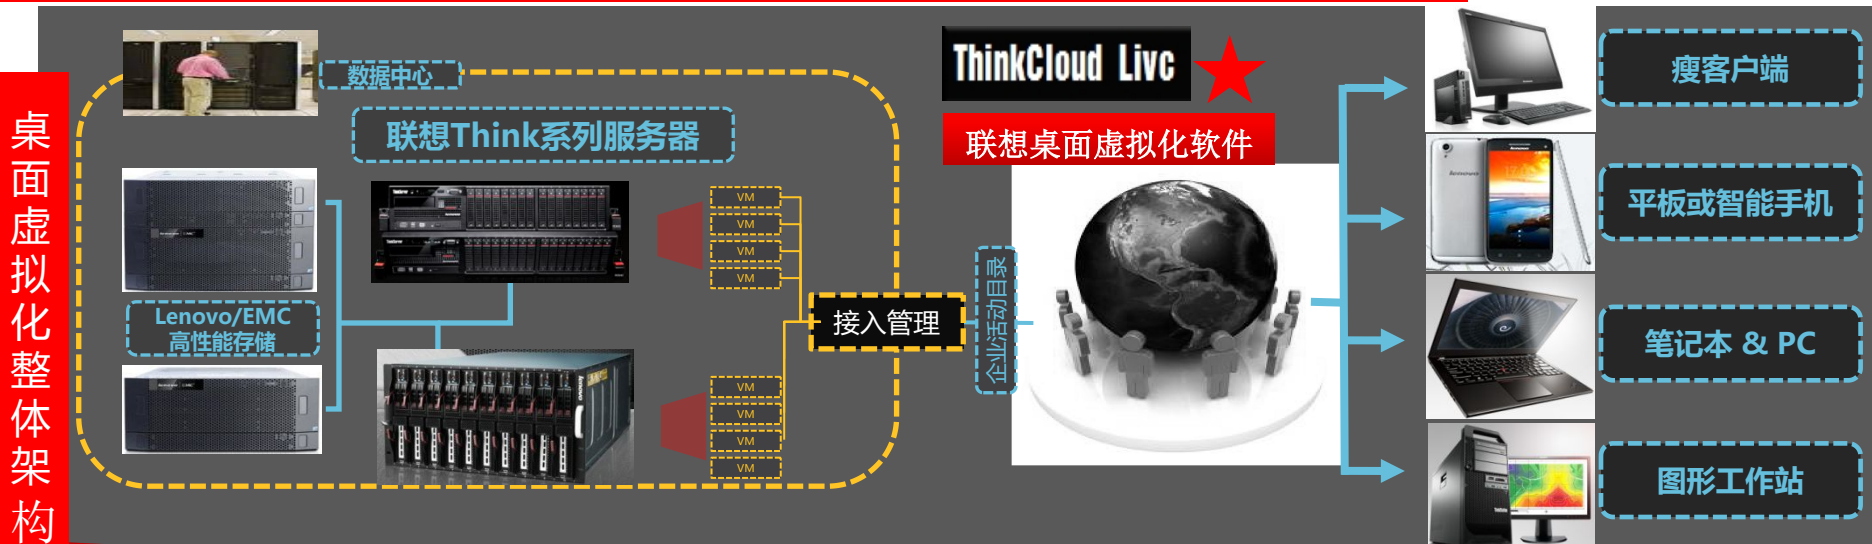 桌面虚拟化整体架构
数据中心
联想Think系列服务器
Lenovo/EMC
高性能存储
VM
VM
VM
VM
VM
VM
VM
VM
接入管理
企业活动目录
ThinkCloud Livc
联想桌面虚拟化软件
瘦客户端
平板或智能手机
笔记本 & PC
图形工作站